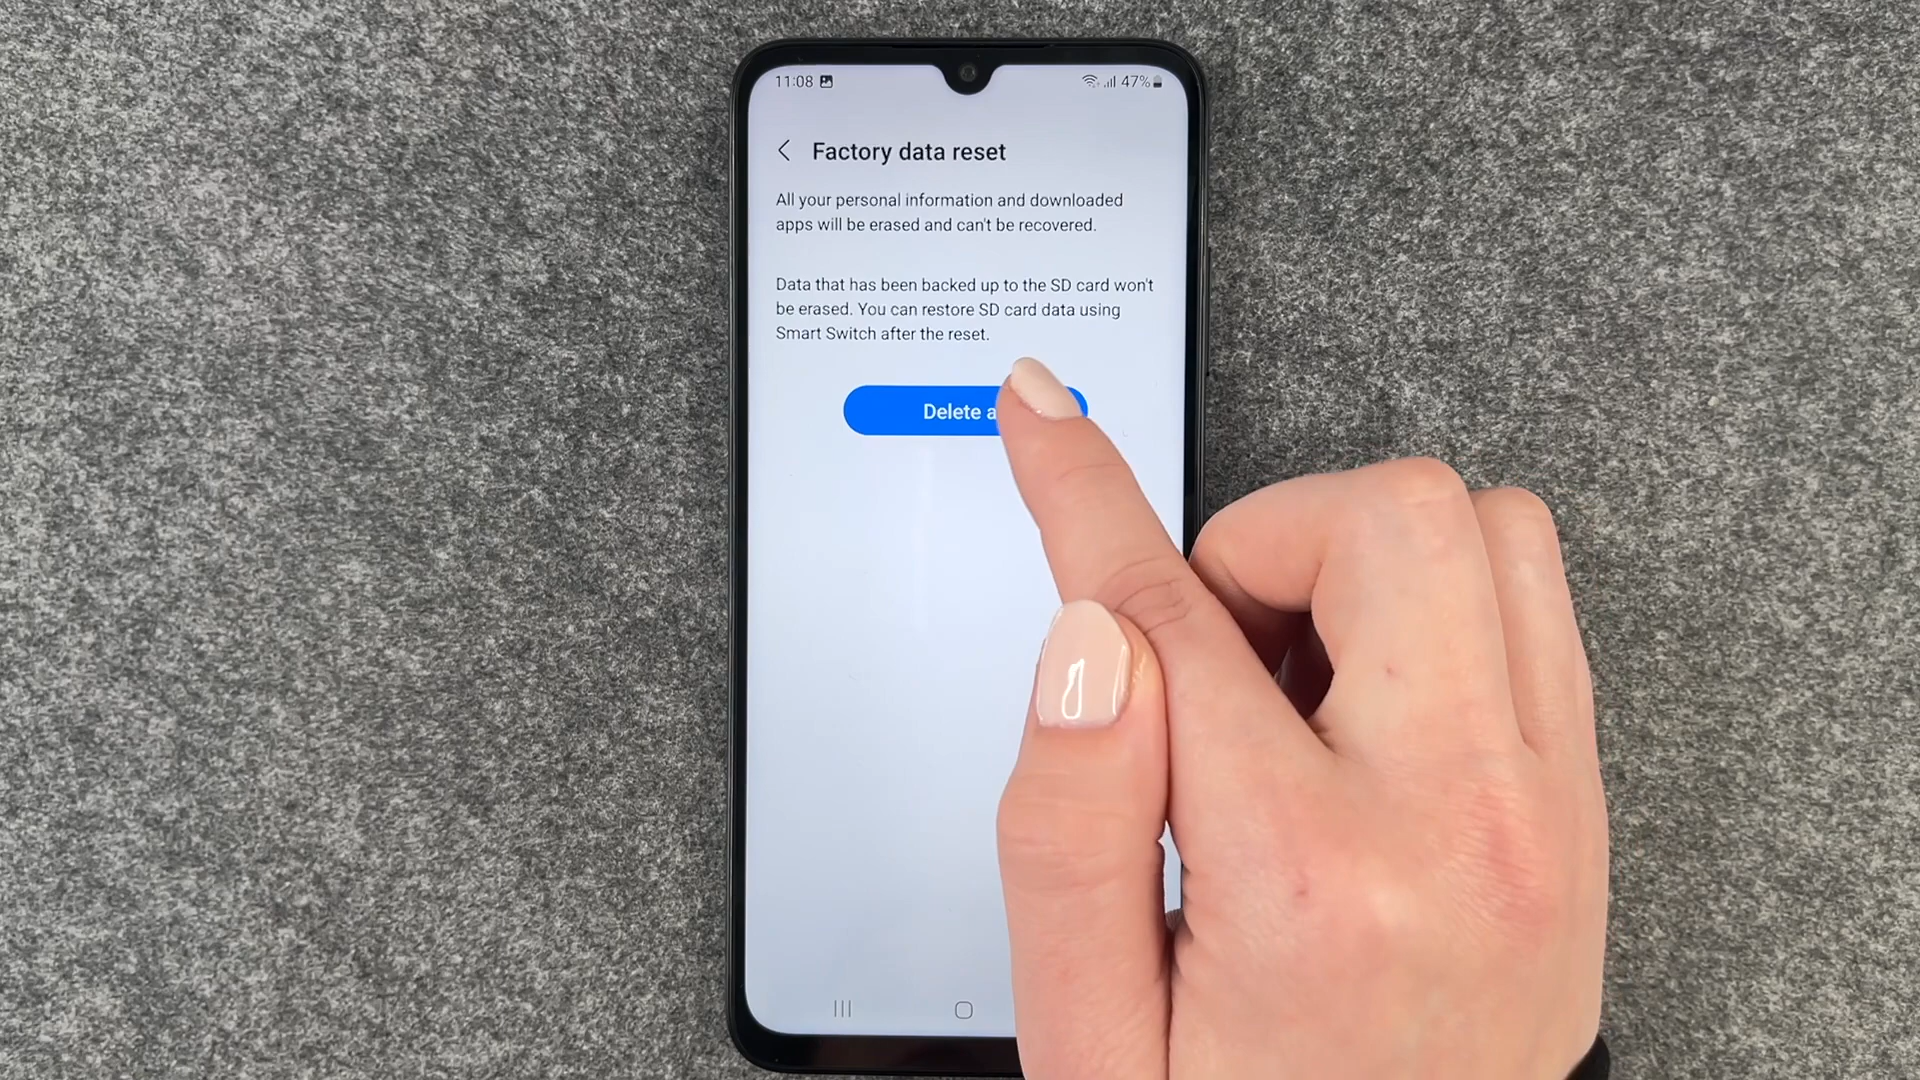 11:08 47%
Factory data reset
All your personal information and downloaded
apps will be erased and can't be recovered.
Data that has been backed up to the SD card won't
be erased. You can restore SD card data using
Smart Switch after the reset.
Delete a